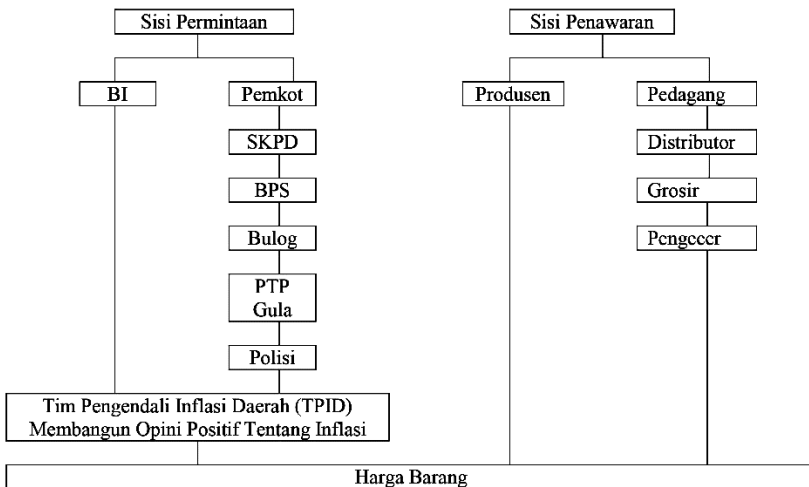 Sisi Permintaan
Sisi Penawaran
BI
Pemkot
Produsen
Pedagang
SKPD
Distributor
BPS
Grosir
Bulog
Pengecer
PTP
Gula
Polisi
Tim Pengendali Inflasi Daerah (TPID)
Membangun Opini Positif Tentang Inflasi
Harga Barang